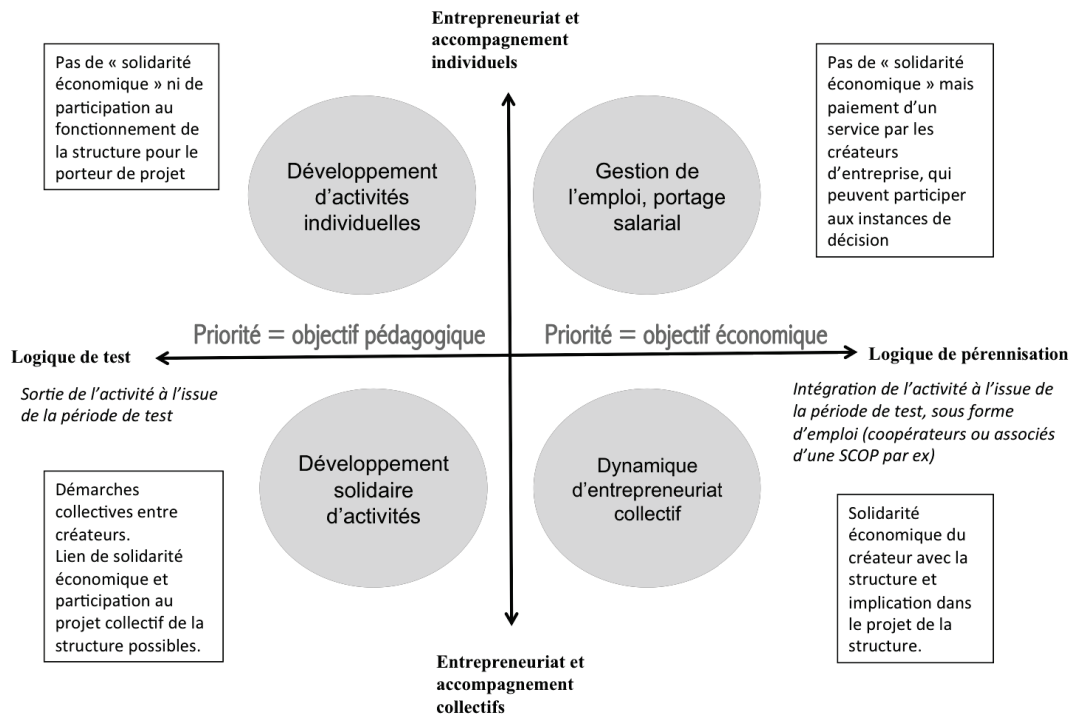 Entrepreneuriat et
accompagnement
individuels
Pas de « solidarité
économique » ni de
participation au
fonctionnement de
la structure pour le
porteur de projet
Développement
d’activités
individuelles
Gestion de
l’emploi, portage
salarial
Pas de « solidarité
économique » mais
paiement d’un
service par les
créateurs
d’entreprise, qui
peuvent participer
aux instances de
décision
Priorité = objectif pédagogique
Priorité = objectif économique
Logique de test
Logique de pérennisation
Sortie de l’activité à l’issue
de la période de test
Intégration de l’activité à l’issue de
la période de test, sous forme
d’emploi (coopérateurs ou associés
d’une SCOP par ex)
Démarches
collectives entre
créateurs.
Lien de solidarité
économique et
participation au
projet collectif de la
structure possibles.
Développement
solidaire
d’activités
Dynamique
d’entrepreneuriat
collectif
Solidarité
économique du
créateur avec la
structure et
implication dans
le projet de la
structure.
Entrepreneuriat et
accompagnement
collectifs